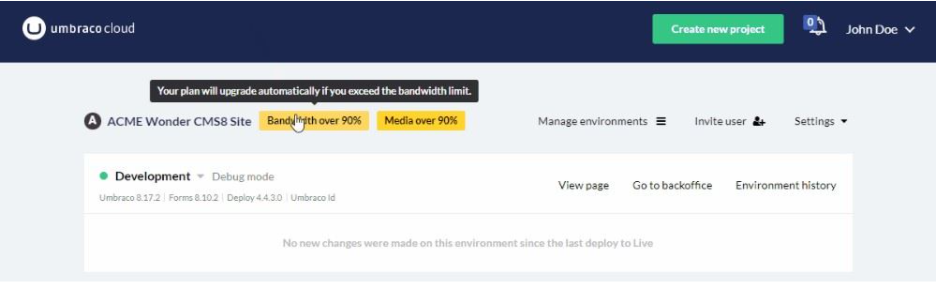 umbraco cloud
Create new project
0
John Doe
Your plan will upgrade automatically if you exceed the bandwidth limit.
A ACME Wonder CMS8 Site Bandwidth over 90% Media over 90% Manage environments Invite user Settings
Development Debug mode
View page Go to backoffice Environment history
Umbraco 8.17.2 | Forms 8.10.2 | Deploy 4.4.3.0 | Umbraco Id
No new changes were made on this environment since the last deploy to Live